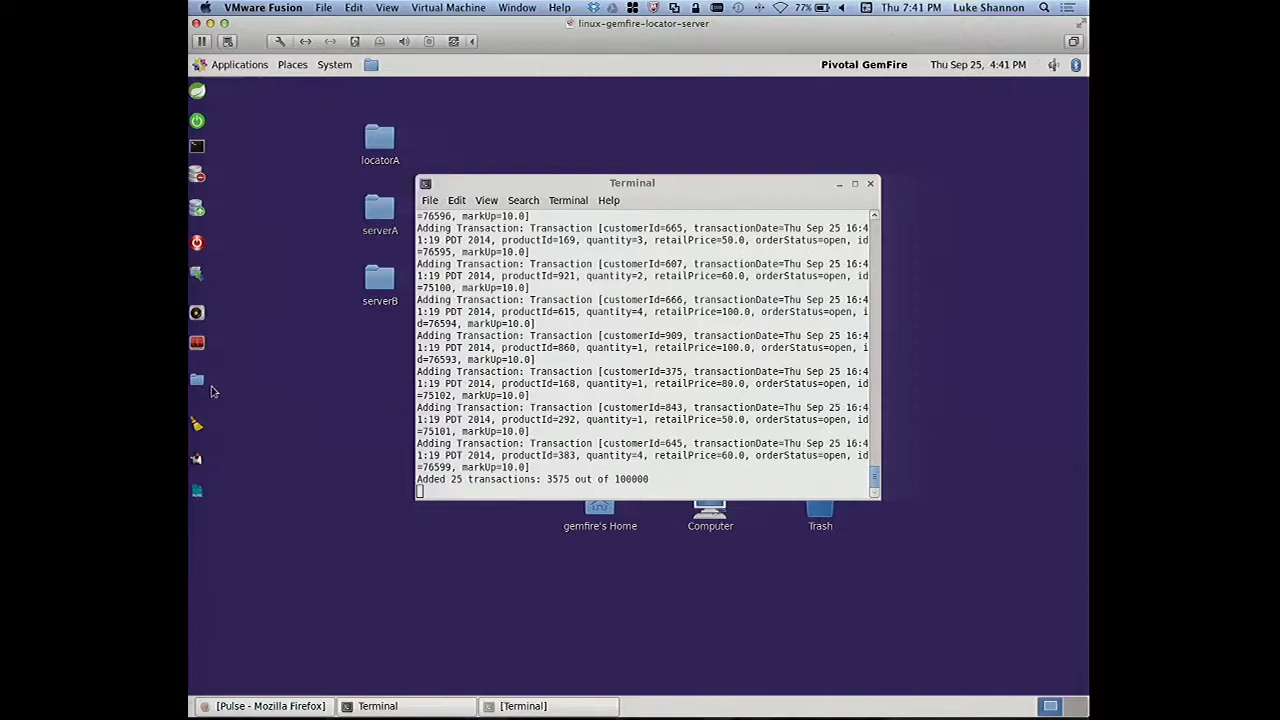 VMware Fusion File Edit View Virtual Machine Window Help 77% Thu 7:41 PM Luke Shannon
linux-gemfire-locator-server
Applications Places System Pivotal GemFire Thu Sep 25, 4:41 PM
locatorA
serverA
serverB
Terminal
File Edit View Search Terminal Help
=76596, markUp=10.0]
Adding Transaction: Transaction [customerId=665, transactionDate=Thu Sep 25 16:4
1:19 PDT 2014, productId=169, quantity=3, retailPrice=50.0, orderStatus=open, id
=76595, markUp=10.0]
Adding Transaction: Transaction [customerId=607, transactionDate=Thu Sep 25 16:4
1:19 PDT 2014, productId=921, quantity=2, retailPrice=60.0, orderStatus=open, id
=75100, markUp=10.0]
Adding Transaction: Transaction [customerId=666, transactionDate=Thu Sep 25 16:4
1:19 PDT 2014, productId=615, quantity=4, retailPrice=100.0, orderStatus=open, i
d=76594, markUp=10.0]
Adding Transaction: Transaction [customerId=909, transactionDate=Thu Sep 25 16:4
1:19 PDT 2014, productId=860, quantity=1, retailPrice=100.0, orderStatus=open, i
d=76593, markUp=10.0]
Adding Transaction: Transaction [customerId=375, transactionDate=Thu Sep 25 16:4
1:19 PDT 2014, productId=168, quantity=1, retailPrice=80.0, orderStatus=open, id
=75102, markUp=10.0]
Adding Transaction: Transaction [customerId=843, transactionDate=Thu Sep 25 16:4
1:19 PDT 2014, productId=292, quantity=1, retailPrice=50.0, orderStatus=open, id
=75101, markUp=10.0]
Adding Transaction: Transaction [customerId=645, transactionDate=Thu Sep 25 16:4
1:19 PDT 2014, productId=383, quantity=4, retailPrice=60.0, orderStatus=open, id
=76599, markUp=10.0]
Added 25 transactions: 3575 out of 100000
gemfire's Home Computer Trash
[Pulse - Mozilla Firefox] Terminal [Terminal]